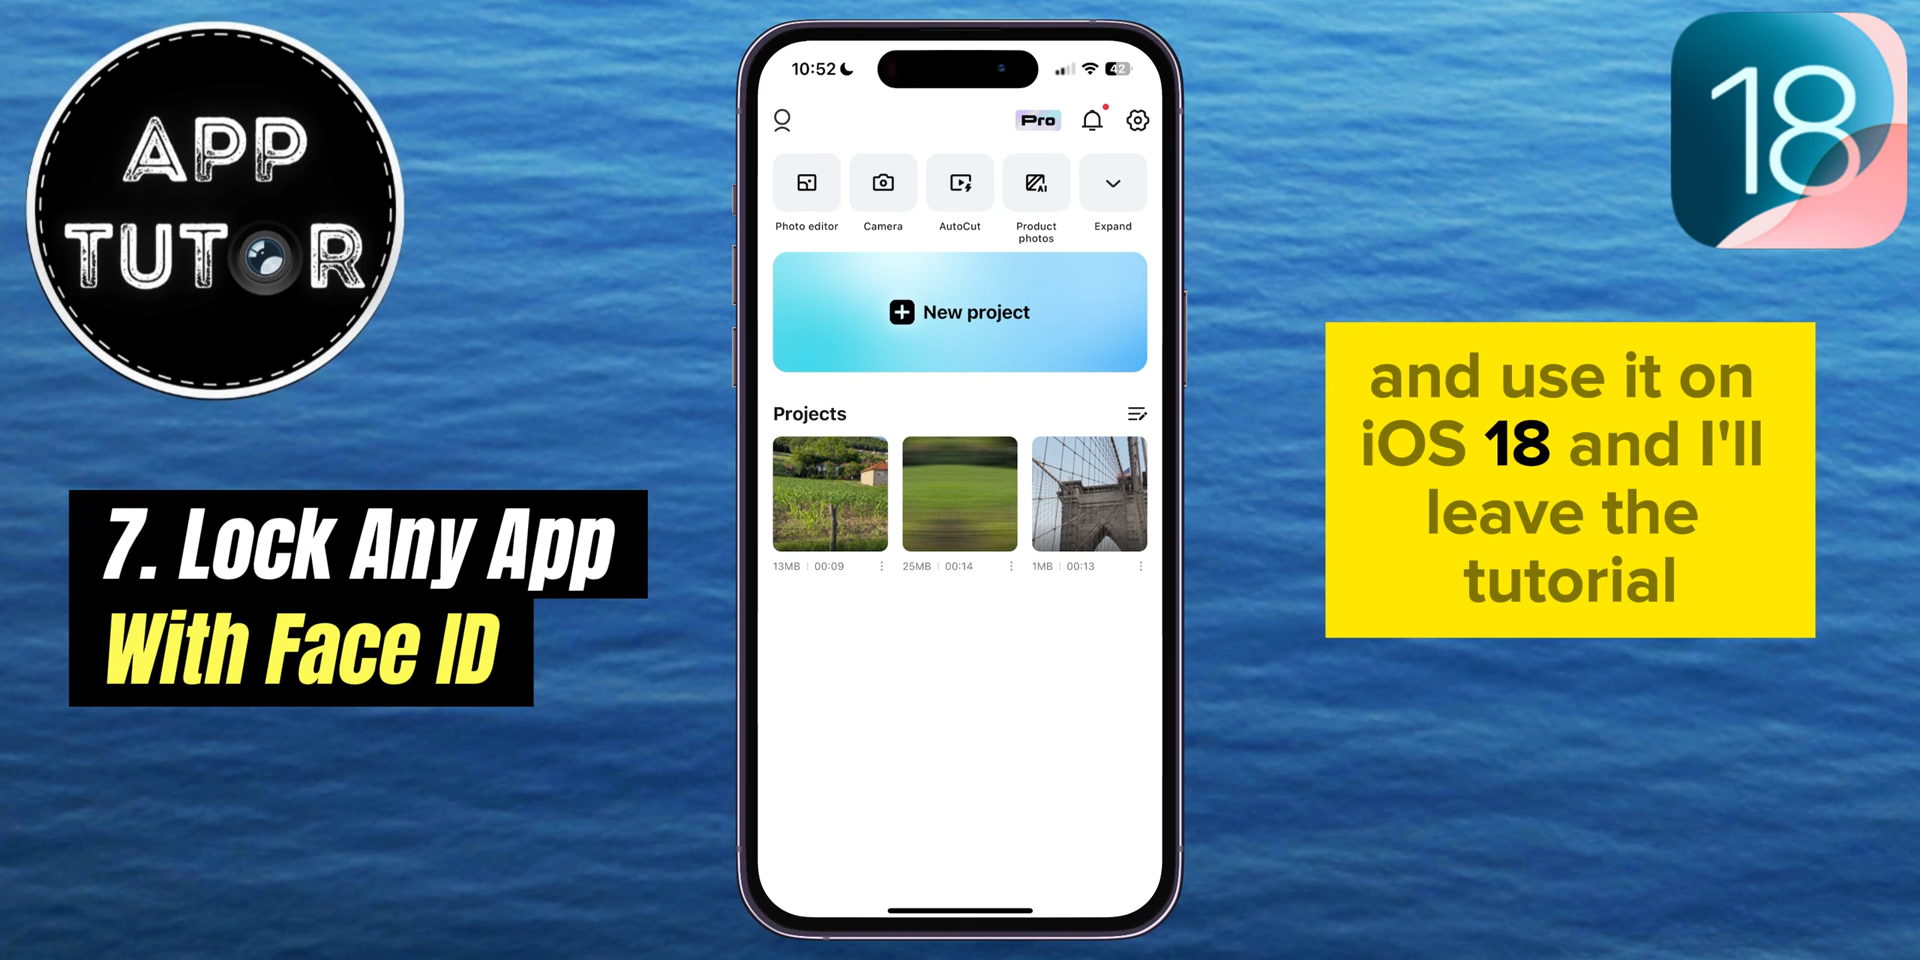 APP
TUTOR
7. Lock Any App
With Face ID
10:52
42
Pro
Photo editor
Camera
AutoCut
AI
Product
photos
Expand
New project
Projects
13MB | 00:09
25MB | 00:14
1MB | 00:13
18
and use it on
iOS 18 and I'll
leave the
tutorial